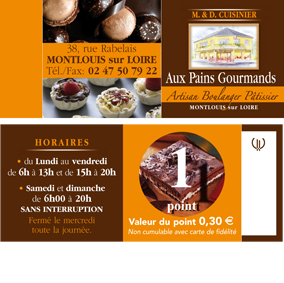 38, rue Rabelais
MONTLOUIS sur LOIRE
Tél./Fax: 02 47 50 79 22
M. & D. CUISINIER
Aux Pains Gourmands
Artisan Boulanger Pâtissier
MONTLOUIS sur LOIRE
HORAIRES
• du Lundi au vendredi
de 6h à 13h et de 15h à 20h
• Samedi et dimanche
de 6h00 à 20h
SANS INTERRUPTION
Fermé le mercredi
toute la journée.
1
point
Valeur du point 0,30 €
Non cumulable avec carte de fidélité